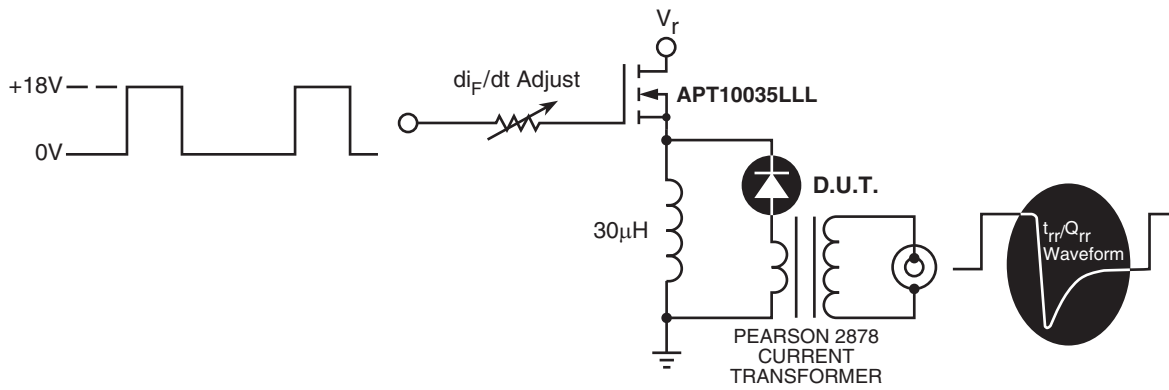 V_r
+18V
di_F/dt Adjust
APT10035LLL
0V
D.U.T.
30μH
t_rr/Q_rr
Waveform
PEARSON 2878
CURRENT
TRANSFORMER